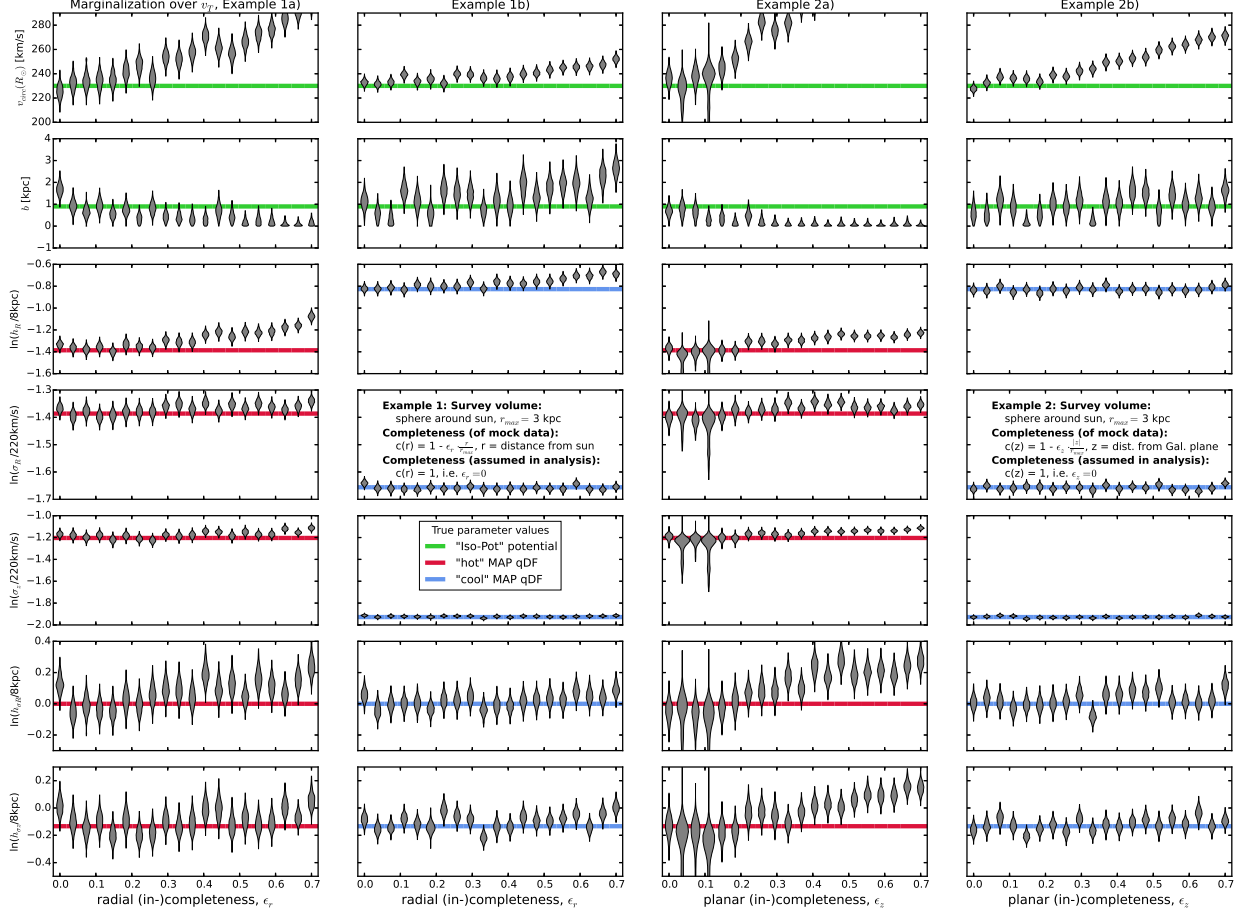 Marginalization over v_T, Example 1a)
Example 1b)
Example 2a)
Example 2b)
v_circ(R_⊙) [km/s]
280
260
240
220
200
b [kpc]
4
3
2
1
0
−1
ln(h_R/8kpc)
−0.6
−0.8
−1.0
−1.2
−1.4
−1.6
ln(σ_R/220km/s)
−1.3
−1.4
−1.5
−1.6
−1.7
Example 1: Survey volume:
sphere around sun, r_max = 3 kpc
Completeness (of mock data):
c(r) = 1 - ϵ_r r/r_max, r = distance from sun
Completeness (assumed in analysis):
c(r) = 1, i.e. ϵ_r = 0
Example 2: Survey volume:
sphere around sun, r_max = 3 kpc
Completeness (of mock data):
c(z) = 1 - ϵ_z |z|/r_max, z = dist. from Gal. plane
Completeness (assumed in analysis):
c(z) = 1, i.e. ϵ_z = 0
ln(σ_z/220km/s)
−1.0
−1.2
−1.4
−1.6
−1.8
−2.0
True parameter values
"Iso-Pot" potential
"hot" MAP qDF
"cool" MAP qDF
ln(h_σR/8kpc)
0.4
0.2
0.0
−0.2
ln(h_σz/8kpc)
0.2
0.0
−0.2
−0.4
0.0 0.1 0.2 0.3 0.4 0.5 0.6 0.7
0.0 0.1 0.2 0.3 0.4 0.5 0.6 0.7
0.0 0.1 0.2 0.3 0.4 0.5 0.6 0.7
0.0 0.1 0.2 0.3 0.4 0.5 0.6 0.7
radial (in-)completeness, ϵ_r
radial (in-)completeness, ϵ_r
planar (in-)completeness, ϵ_z
planar (in-)completeness, ϵ_z